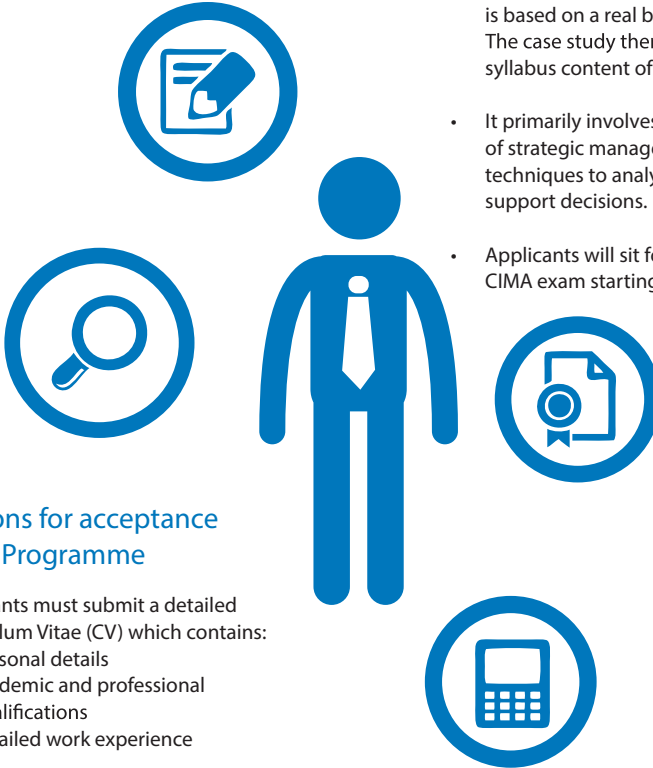 is based on a real b
The case study ther
syllabus content of
• It primarily involves
of strategic manage
techniques to analy
support decisions.
• Applicants will sit fo
CIMA exam starting
ons for acceptance
Programme
ants must submit a detailed
lum Vitae (CV) which contains:
sonal details
demic and professional
alifications
ailed work experience